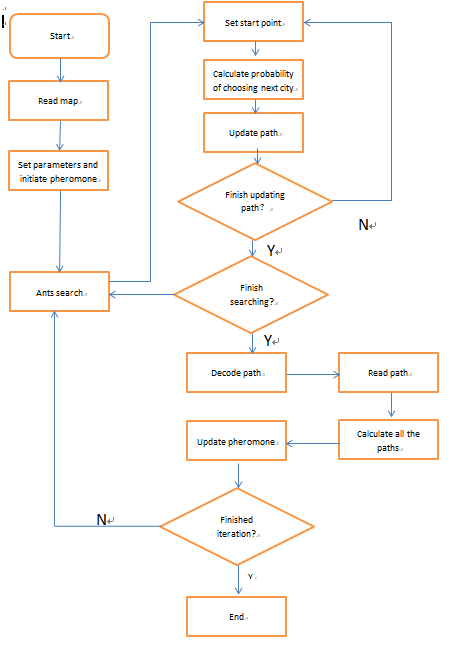 Start
Read map
Set parameters and
initiate pheromone
Ants search
Set start point
Calculate probability
of choosing next city
Update path
Finish updating
path?
N
Y
Finish
searching?
Y
Decode path
Read path
Calculate all the
paths
Update pheromone
Finished
iteration?
N
Y
End